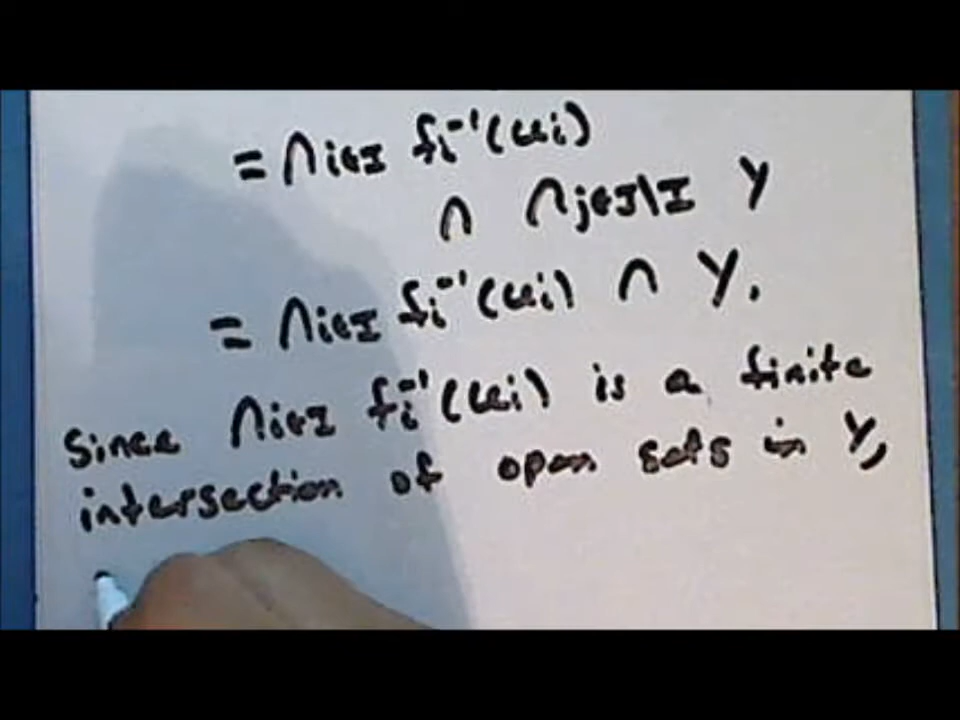 = ∩i∈I fi⁻¹(Ui)
∩ ∩j∈J\I Y
= ∩i∈I fi⁻¹(Ui) ∩ Y.
Since ∩i∈I fi⁻¹(Ui) is a finite
intersection of open sets in Y,